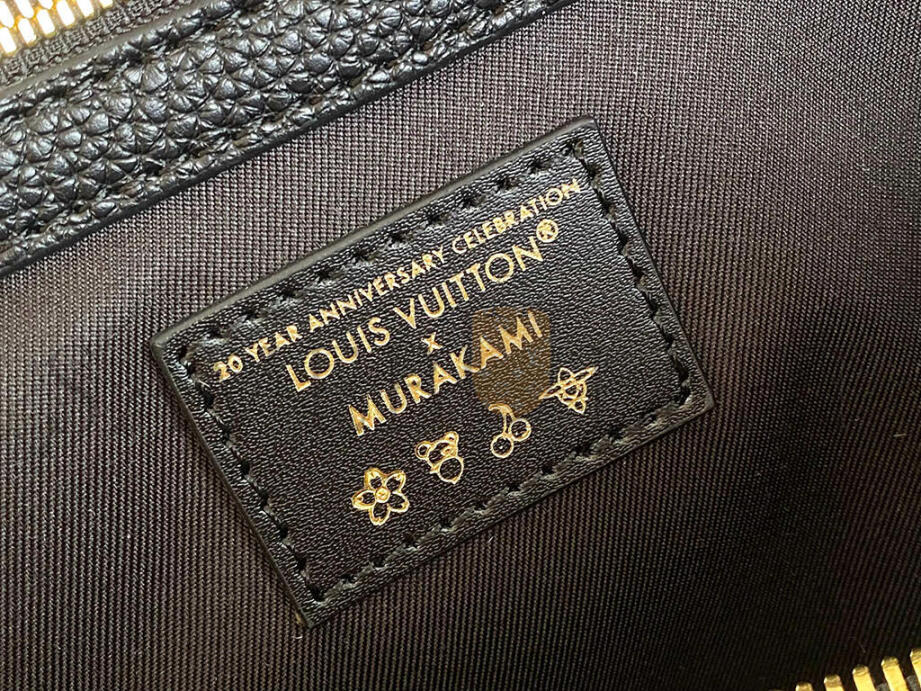 20 YEAR ANNIVERSARY CELEBRATION
LOUIS VUITTON®
x
MURAKAMI